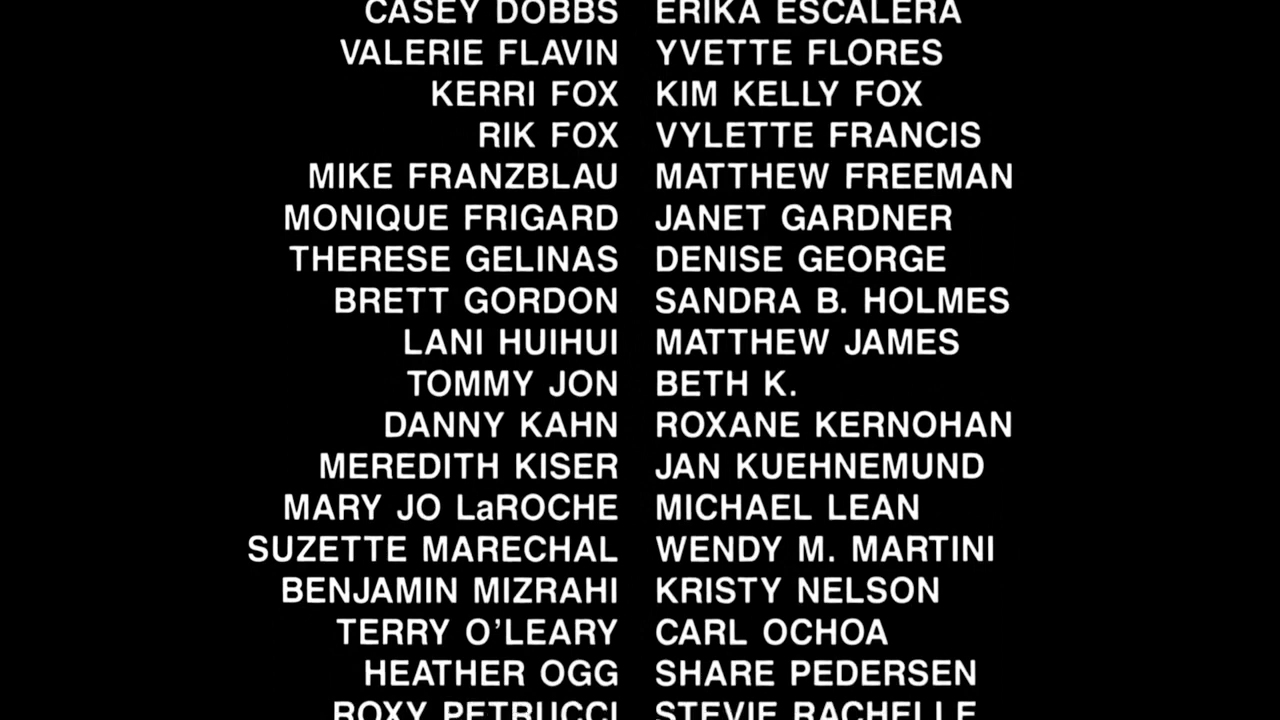 CASEY DOBBS ERIKA ESCALERA
VALERIE FLAVIN YVETTE FLORES
KERRI FOX KIM KELLY FOX
RIK FOX VYLETTE FRANCIS
MIKE FRANZBLAU MATTHEW FREEMAN
MONIQUE FRIGARD JANET GARDNER
THERESE GELINAS DENISE GEORGE
BRETT GORDON SANDRA B. HOLMES
LANI HUIHUI MATTHEW JAMES
TOMMY JON BETH K.
DANNY KAHN ROXANE KERNOHAN
MEREDITH KISER JAN KUEHNEMUND
MARY JO LaROCHE MICHAEL LEAN
SUZETTE MARECHAL WENDY M. MARTINI
BENJAMIN MIZRAHI KRISTY NELSON
TERRY O'LEARY CARL OCHOA
HEATHER OGG SHARE PEDERSEN
ROXY PETRUCCI STEVIE RACHELLE